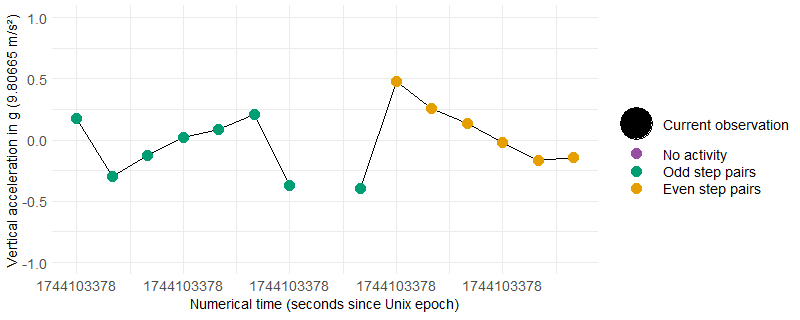 Vertical acceleration in g (9.80665 m/s²)
1.0
0.5
0.0
-0.5
-1.0
1744103378 1744103378 1744103378 1744103378 1744103378
Numerical time (seconds since Unix epoch)
Current observation
No activity
Odd step pairs
Even step pairs